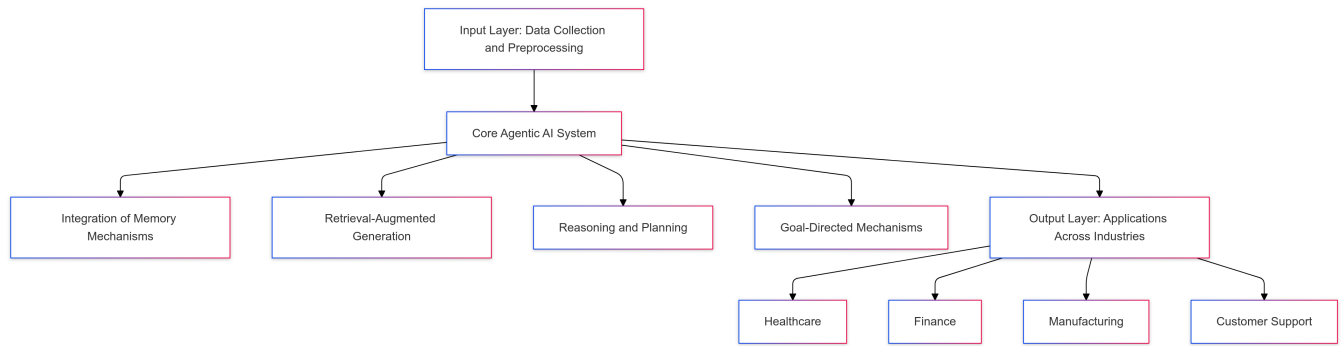 Input Layer: Data Collection
and Preprocessing
Core Agentic AI System
Integration of Memory
Mechanisms
Retrieval-Augmented
Generation
Reasoning and Planning
Goal-Directed Mechanisms
Output Layer: Applications
Across Industries
Healthcare
Finance
Manufacturing
Customer Support